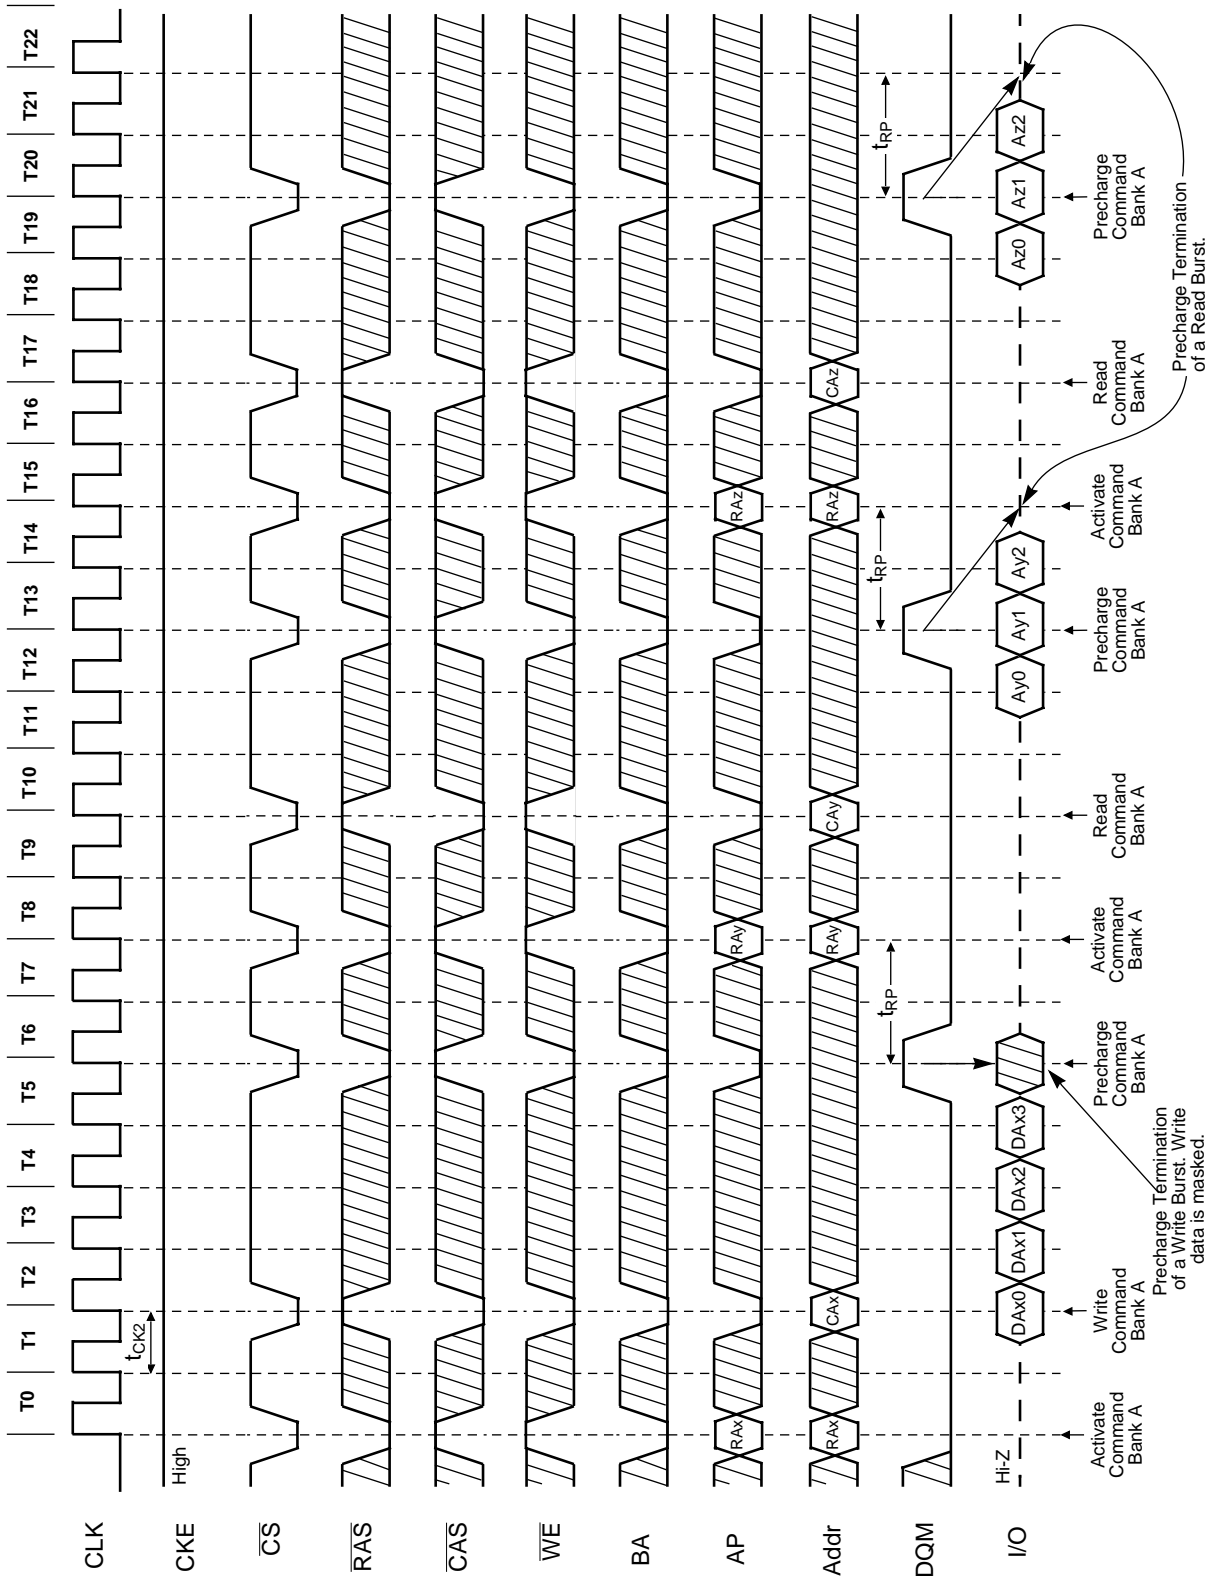 T0 T1 T2 T3 T4 T5 T6 T7 T8 T9 T10 T11 T12 T13 T14 T15 T16 T17 T18 T19 T20 T21 T22
CLK
tCK2
CKE
High
CS
RAS
CAS
WE
BA
AP
RAx RAy RAz
Addr
RAx CAx RAy CAy RAz CAz
tRP tRP tRP
DQM
I/O
Hi-Z
DAx0 DAx1 DAx2 DAx3 Ay0 Ay1 Ay2 Az0 Az1 Az2
Activate
Command
Bank A
Write
Command
Bank A
Precharge
Command
Bank A
Activate
Command
Bank A
Read
Command
Bank A
Precharge
Command
Bank A
Activate
Command
Bank A
Read
Command
Bank A
Precharge
Command
Bank A
Precharge Termination
of a Write Burst. Write
data is masked.
Precharge Termination
of a Read Burst.